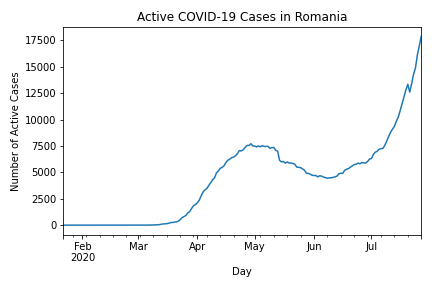 Active COVID-19 Cases in Romania
Number of Active Cases
17500
15000
12500
10000
7500
5000
2500
0
Feb
2020
Mar
Apr
May
Jun
Jul
Day